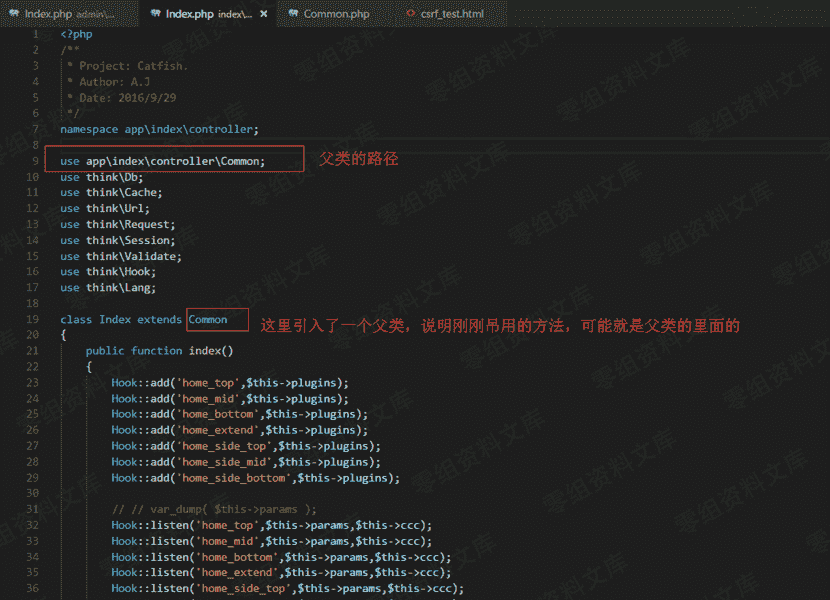 Index.php admin\...
Index.php index\...
Common.php
csrf_test.html
1 <?php
2 /**
3 * Project: Catfish.
4 * Author: A.J
5 * Date: 2016/9/29
6 */
7 namespace app\index\controller;
8
9 use app\index\controller\Common;
父类的路径
10 use think\Db;
11 use think\Cache;
12 use think\Url;
13 use think\Request;
14 use think\Session;
15 use think\Validate;
16 use think\Hook;
17 use think\Lang;
18
19 class Index extends Common
这里引入了一个父类，说明刚刚吊用的方法，可能就是父类的里面的
20 {
21 public function index()
22 {
23 Hook::add('home_top',$this->plugins);
24 Hook::add('home_mid',$this->plugins);
25 Hook::add('home_bottom',$this->plugins);
26 Hook::add('home_extend',$this->plugins);
27 Hook::add('home_side_top',$this->plugins);
28 Hook::add('home_side_mid',$this->plugins);
29 Hook::add('home_side_bottom',$this->plugins);
30
31 // // var_dump( $this->params );
32 Hook::listen('home_top',$this->params,$this->ccc);
33 Hook::listen('home_mid',$this->params,$this->ccc);
34 Hook::listen('home_bottom',$this->params,$this->ccc);
35 Hook::listen('home_extend',$this->params,$this->ccc);
36 Hook::listen('home_side_top',$this->params,$this->ccc);
零组资料文库